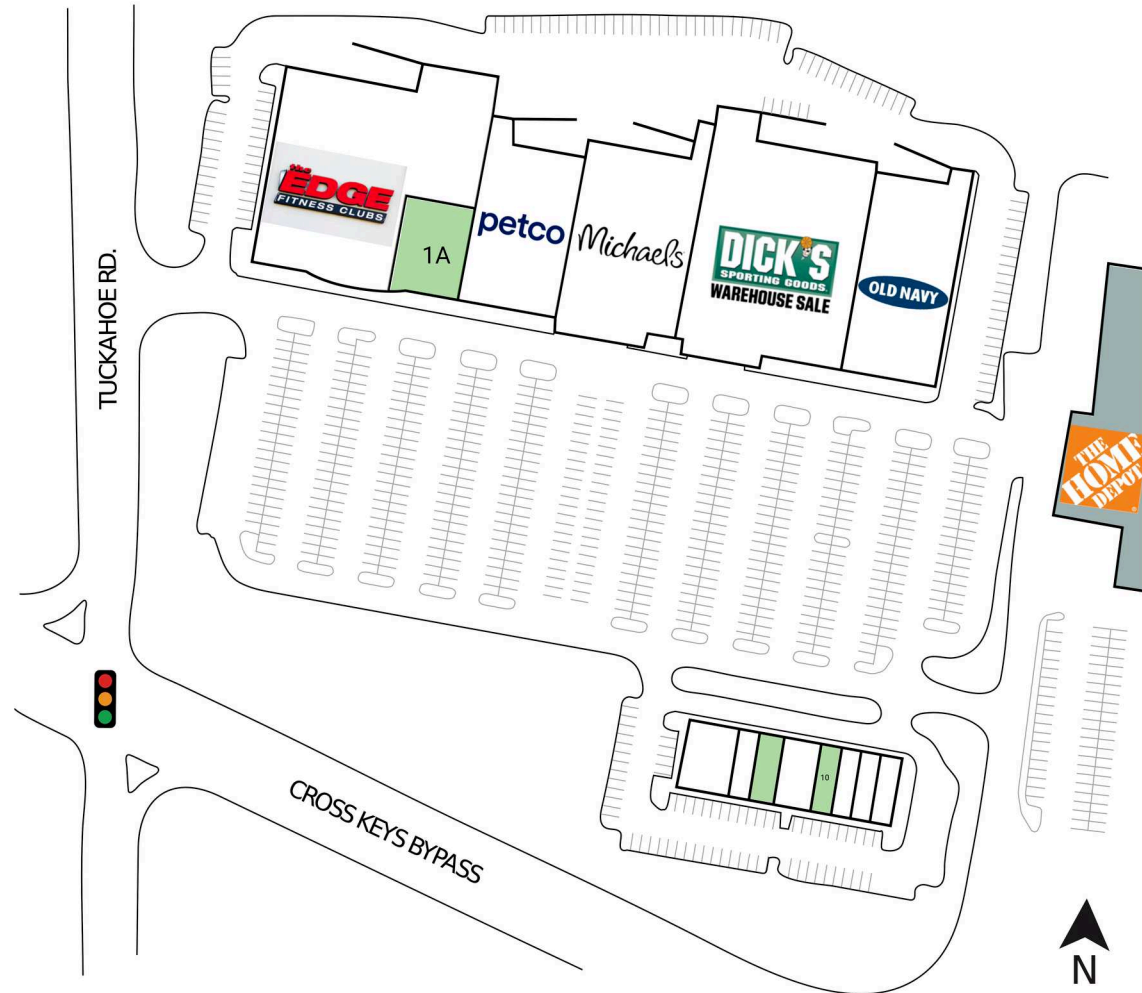 the
EDGE
FITNESS CLUBS
1A
petco
Michaels
DICK'S
SPORTING GOODS
WAREHOUSE SALE
OLD NAVY
TUCKAHOE RD.
THE
HOME
DEPOT
10
CROSS KEYS BYPASS
N